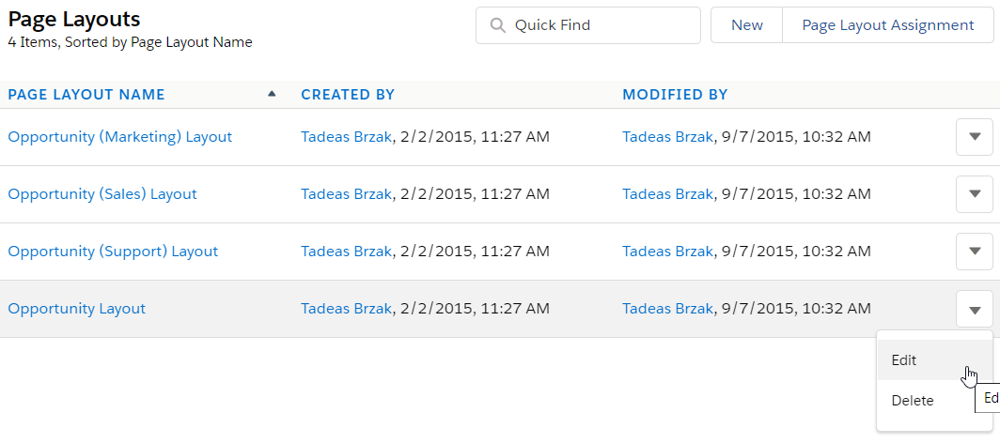 Page Layouts
4 Items, Sorted by Page Layout Name
Quick Find
New
Page Layout Assignment
PAGE LAYOUT NAME CREATED BY MODIFIED BY
Opportunity (Marketing) Layout Tadeas Brzak, 2/2/2015, 11:27 AM Tadeas Brzak, 9/7/2015, 10:32 AM
Opportunity (Sales) Layout Tadeas Brzak, 2/2/2015, 11:27 AM Tadeas Brzak, 9/7/2015, 10:32 AM
Opportunity (Support) Layout Tadeas Brzak, 2/2/2015, 11:27 AM Tadeas Brzak, 9/7/2015, 10:32 AM
Opportunity Layout Tadeas Brzak, 2/2/2015, 11:27 AM Tadeas Brzak, 9/7/2015, 10:32 AM
Edit
Ed
Delete